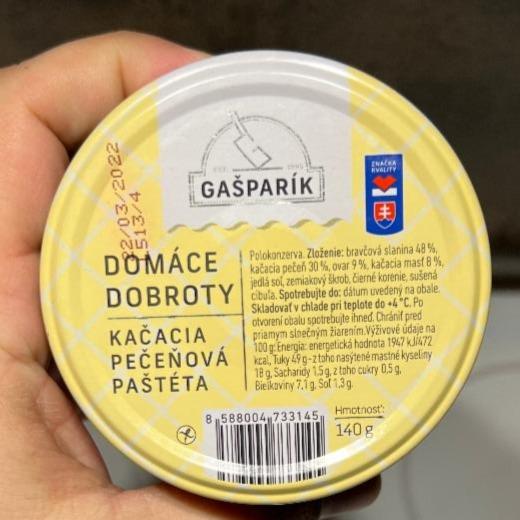 EST. 1990
GAŠPARÍK
ZNAČKA
KVALITY
22/03/2022
1513/4
DOMÁCE
DOBROTY
KAČACIA
PEČEŇOVÁ
PAŠTÉTA
Polokonzerva. Zloženie: bravčová slanina 48 %,
kačacia pečeň 30 %, ovar 9 %, kačacia masť 8 %,
jedlá soľ, zemiakový škrob, čierne korenie, sušená
cibuľa. Spotrebujte do: dátum uvedený na obale.
Skladovať v chlade pri teplote do +4 °C. Po
otvorení obalu spotrebujte ihneď. Chrániť pred
priamym slnečným žiarením. Výživové údaje na
100 g: Energia: energetická hodnota 1947 kJ/472
kcal, Tuky 49 g - z toho nasýtené mastné kyseliny
18 g, Sacharidy 1,5 g, z toho cukry 0,5 g,
Bielkoviny 7,1 g, Soľ 1,3 g.
8 588004 733145
Hmotnosť:
140 g